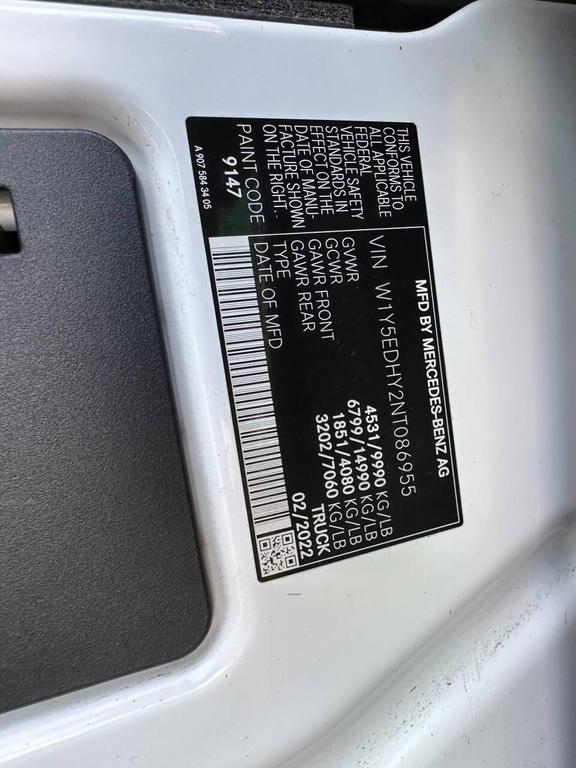 MFD BY MERCEDES-BENZ AG
VIN W1Y5EDHY2NT086955
THIS VEHICLE
CONFORMS TO
ALL APPLICABLE
FEDERAL
VEHICLE SAFETY
STANDARDS IN
EFFECT ON THE
DATE OF MANU-
FACTURE SHOWN
ON THE RIGHT.
PAINT CODE
9147
GVWR 4531/9990 KG/LB
GCWR 6799/14990 KG/LB
GAWR FRONT 1851/4080 KG/LB
GAWR REAR 3202/7060 KG/LB
TYPE TRUCK
DATE OF MFD 02/2022
A 907 584 34 05